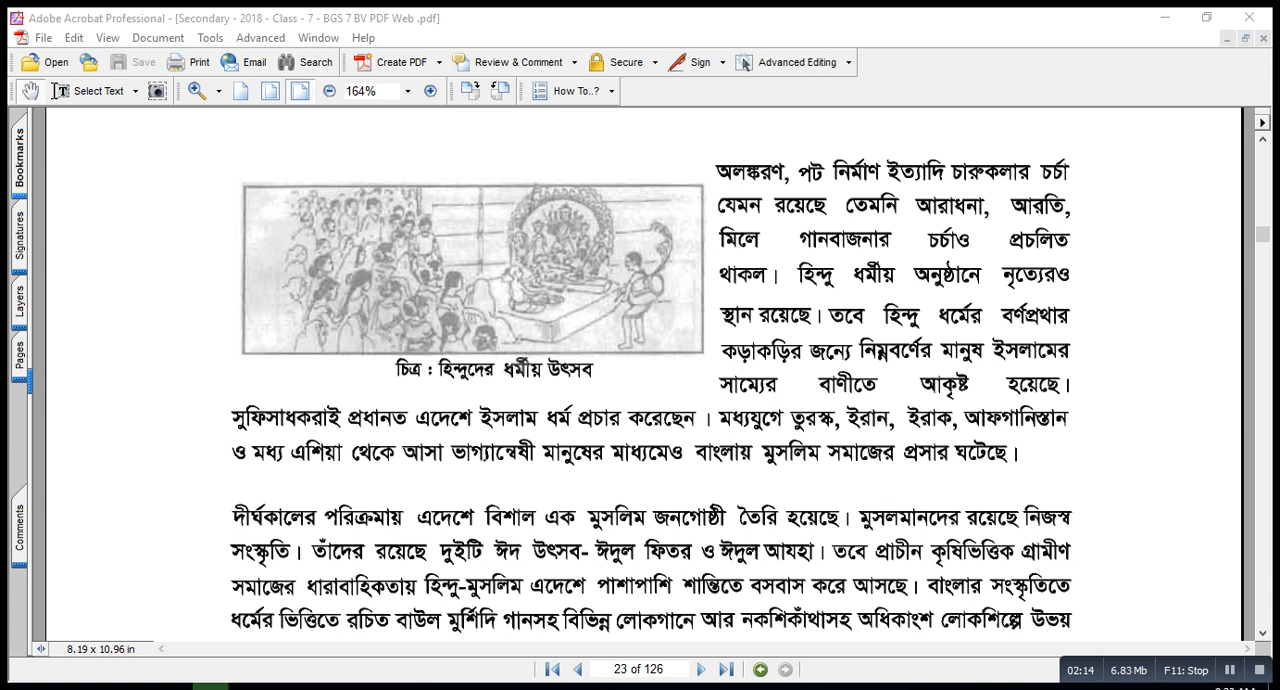 Adobe Acrobat Professional - [Secondary - 2018 - Class - 7 - BGS 7 BV PDF Web .pdf]
File Edit View Document Tools Advanced Window Help
Open Save Print Email Search Create PDF Review & Comment Secure Sign Advanced Editing
Select Text 164% How To..?
Bookmarks
Signatures
Layers
Pages
Comments
অলঙ্করণ, পট নির্মাণ ইত্যাদি চারুকলার চর্চা
যেমন রয়েছে তেমনি আরাধনা, আরতি,
মিলে গানবাজনার চর্চাও প্রচলিত
থাকল। হিন্দু ধর্মীয় অনুষ্ঠানে নৃত্যেরও
স্থান রয়েছে। তবে হিন্দু ধর্মের বর্ণপ্রথার
কড়াকড়ির জন্যে নিম্নবর্ণের মানুষ ইসলামের
সাম্যের বাণীতে আকৃষ্ট হয়েছে।
চিত্র : হিন্দুদের ধর্মীয় উৎসব
সুফিসাধকরাই প্রধানত এদেশে ইসলাম ধর্ম প্রচার করেছেন । মধ্যযুগে তুরস্ক, ইরান, ইরাক, আফগানিস্তান
ও মধ্য এশিয়া থেকে আসা ভাগ্যান্বেষী মানুষের মাধ্যমেও বাংলায় মুসলিম সমাজের প্রসার ঘটেছে।
দীর্ঘকালের পরিক্রমায় এদেশে বিশাল এক মুসলিম জনগোষ্ঠী তৈরি হয়েছে। মুসলমানদের রয়েছে নিজস্ব
সংস্কৃতি। তাঁদের রয়েছে দুইটি ঈদ উৎসব- ঈদুল ফিতর ও ঈদুল আযহা। তবে প্রাচীন কৃষিভিত্তিক গ্রামীণ
সমাজের ধারাবাহিকতায় হিন্দু-মুসলিম এদেশে পাশাপাশি শান্তিতে বসবাস করে আসছে। বাংলার সংস্কৃতিতে
ধর্মের ভিত্তিতে রচিত বাউল মুর্শিদি গানসহ বিভিন্ন লোকগানে আর নকশিকাঁথাসহ অধিকাংশ লোকশিল্পে উভয়
8.19 x 10.96 in
23 of 126
02:14 6.83 Mb F11: Stop